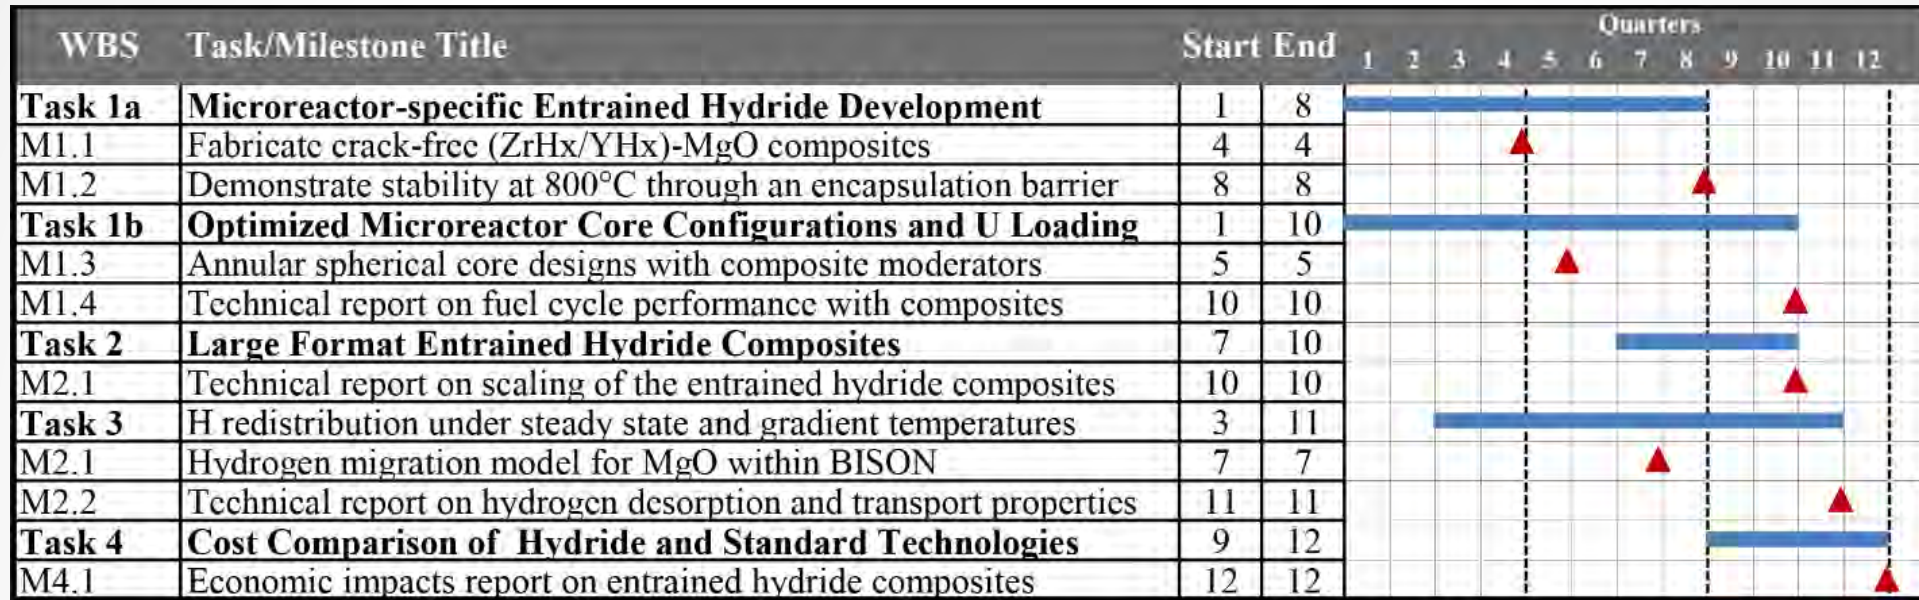 Quarters
WBS Task/Milestone Title Start End 1 2 3 4 5 6 7 8 9 10 11 12
Task 1a Microreactor-specific Entrained Hydride Development 1 8
M1.1 Fabricate crack-free (ZrHx/YHx)-MgO composites 4 4
M1.2 Demonstrate stability at 800°C through an encapsulation barrier 8 8
Task 1b Optimized Microreactor Core Configurations and U Loading 1 10
M1.3 Annular spherical core designs with composite moderators 5 5
M1.4 Technical report on fuel cycle performance with composites 10 10
Task 2 Large Format Entrained Hydride Composites 7 10
M2.1 Technical report on scaling of the entrained hydride composites 10 10
Task 3 H redistribution under steady state and gradient temperatures 3 11
M2.1 Hydrogen migration model for MgO within BISON 7 7
M2.2 Technical report on hydrogen desorption and transport properties 11 11
Task 4 Cost Comparison of Hydride and Standard Technologies 9 12
M4.1 Economic impacts report on entrained hydride composites 12 12